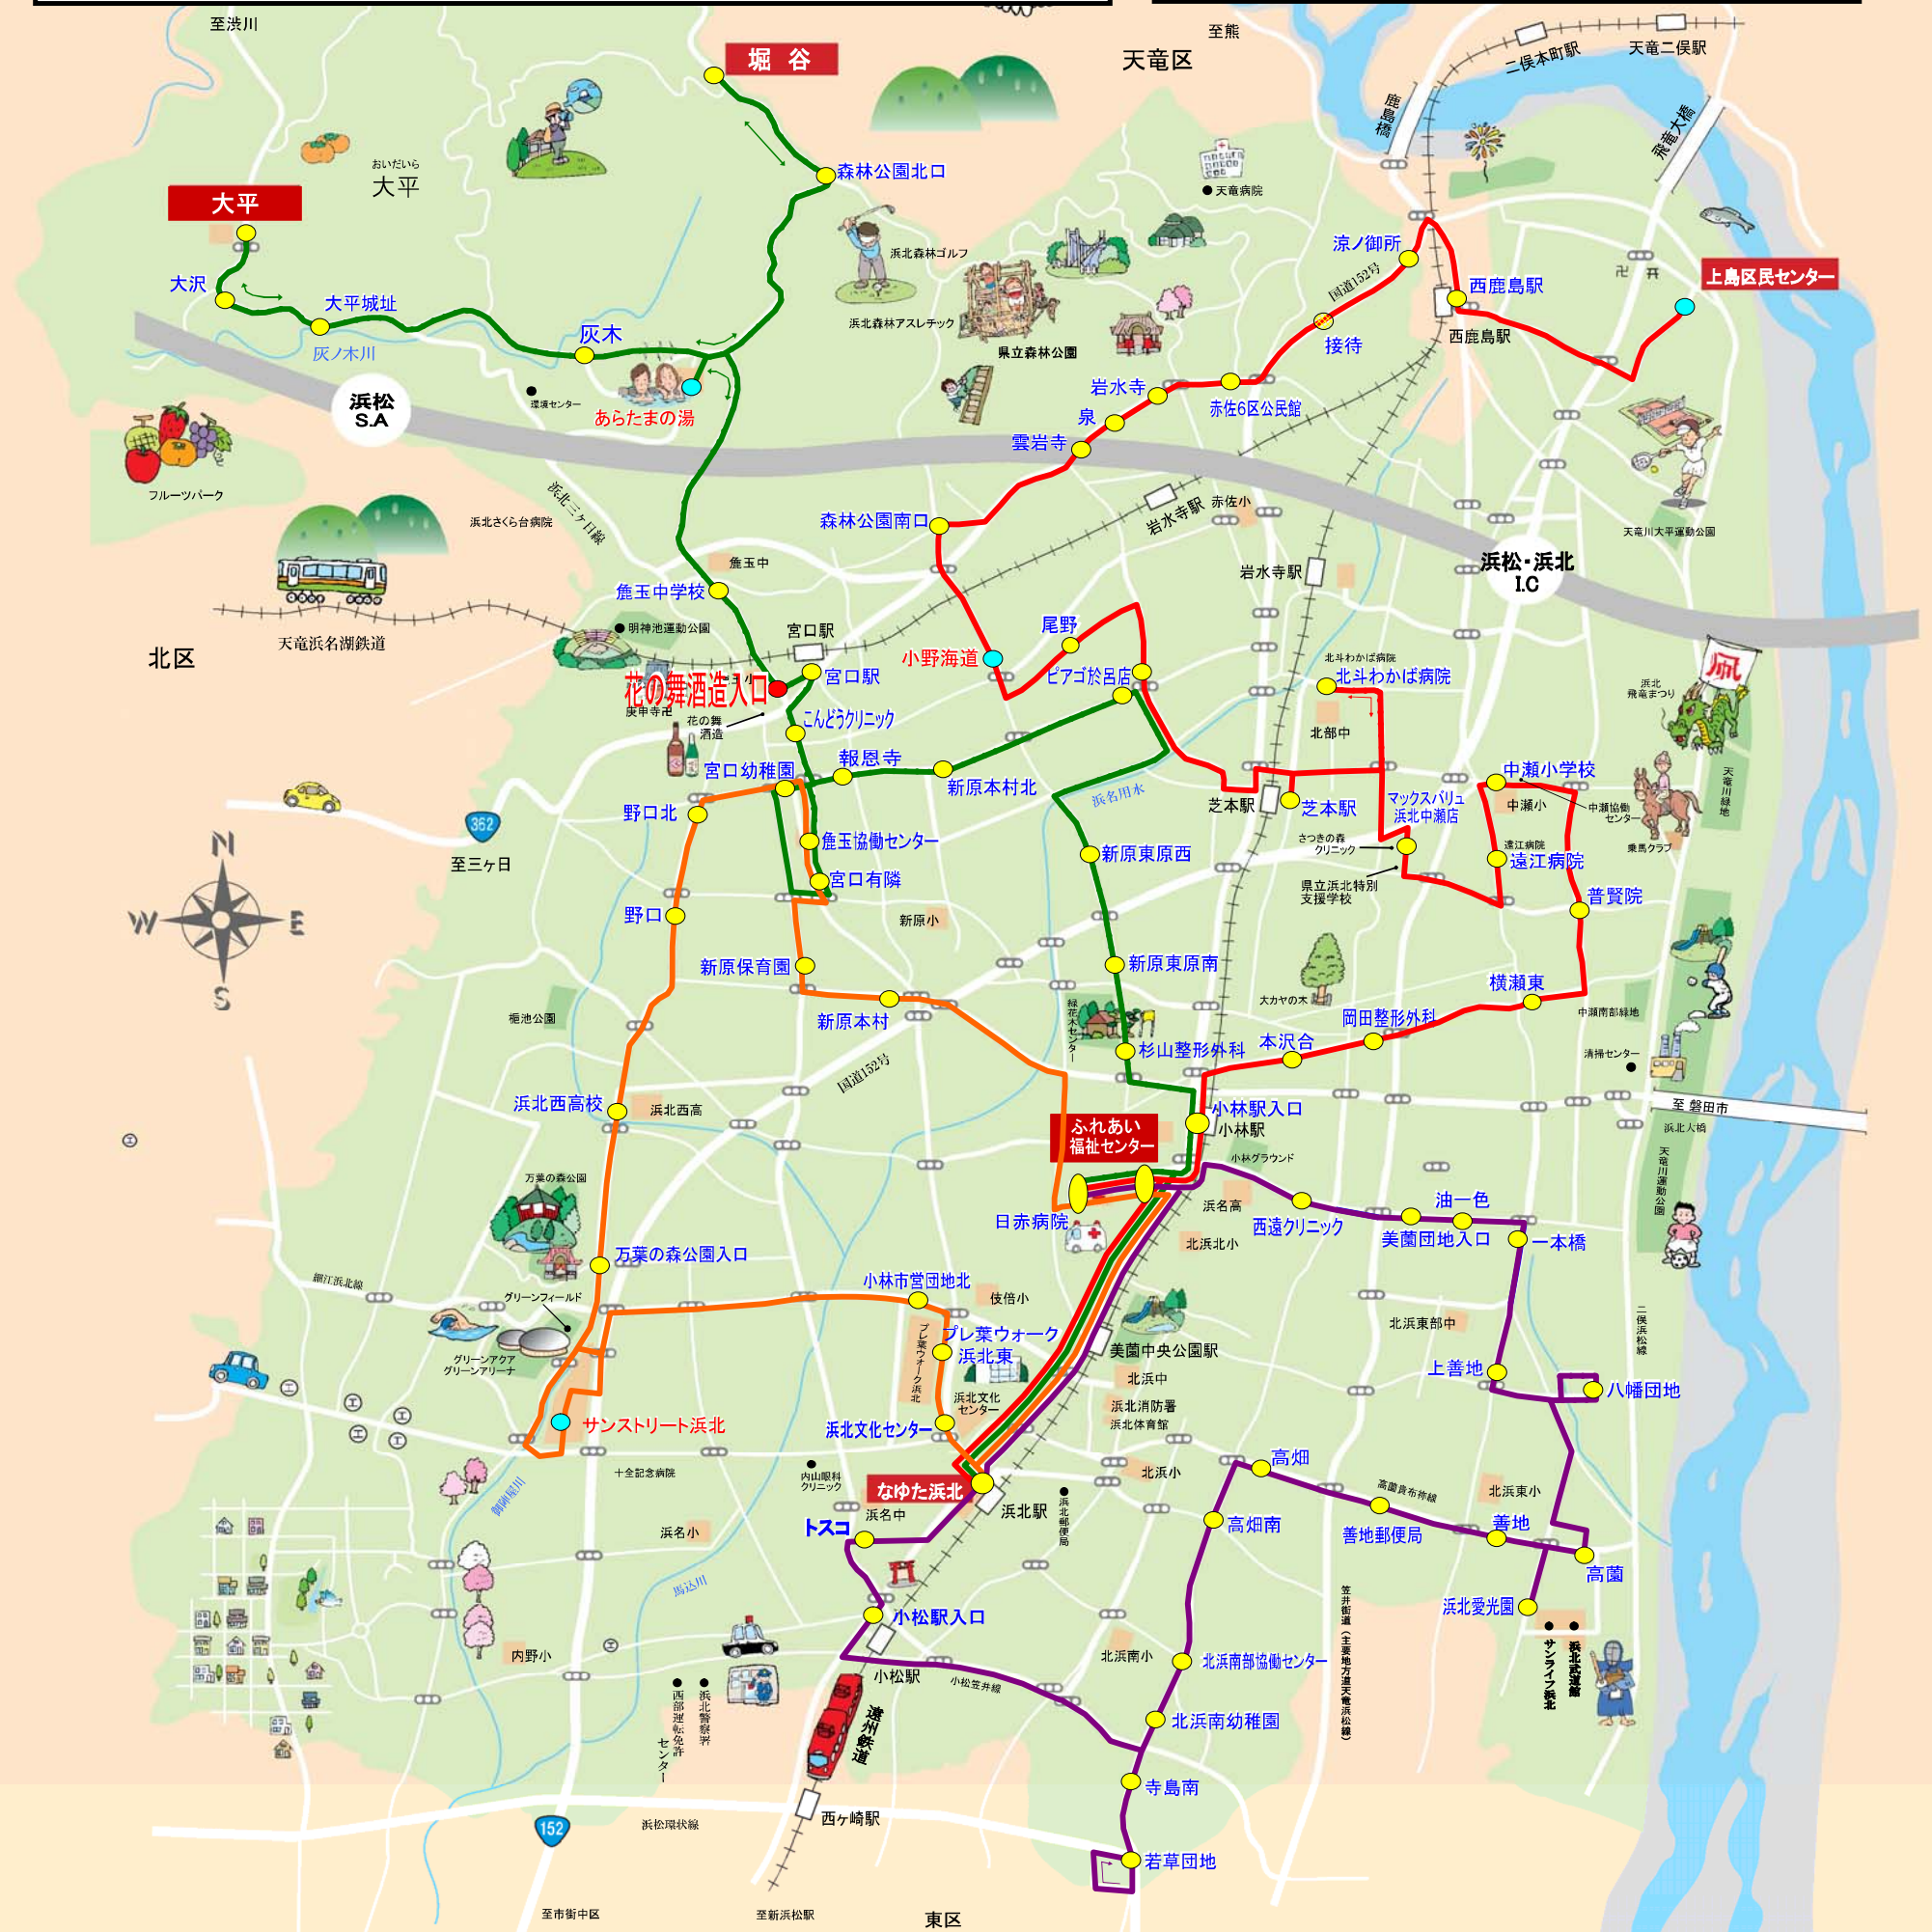 至渋川
堀谷
天竜区
至熊
二俣本町駅
天竜二俣駅
鹿島橋
飛竜大橋
おいだいら
大平
大平
森林公園北口
天竜病院
大沢
大平城址
灰ノ木川
灰木
浜北森林ゴルフ
浜北森林アスレチック
県立森林公園
涼ノ御所
国道152号
西鹿島駅
西鹿島駅
上島区民センター
接待
浜松
S.A
環境センター
あらたまの湯
岩水寺
泉
雲岩寺
赤佐6区公民館
フルーツパーク
浜北さくら台病院
浜北三ケ日線
森林公園南口
岩水寺駅
赤佐小
天竜川大平運動公園
浜松・浜北
I.C
岩水寺駅
麁玉中
麁玉中学校
明神池運動公園
天竜浜名湖鉄道
北区
宮口駅
宮口駅
小野海道
尾野
ピアゴ於呂店
北斗わかば病院
北斗わかば病院
浜北
飛竜まつり
凧
花の舞酒造入口
庚申寺卍
花の舞
酒造
こんどうクリニック
北部中
報恩寺
宮口幼稚園
新原本村北
浜名用水
芝本駅
芝本駅
マックスバリュ
浜北中瀬店
中瀬小学校
中瀬小
中瀬協働
センター
天竜川緑地
野口北
362
至三ヶ日
麁玉協働センター
宮口有隣
新原東原西
さつきの森
クリニック
県立浜北特別
支援学校
遠江病院
遠江病院
乗馬クラブ
普賢院
N
W
E
S
野口
新原小
新原保育園
新原東原南
新原本村
緑花木センター
大カヤの木
横瀬東
岡田整形外科
本沢合
中瀬南部緑地
清掃センター
国道152号
杉山整形外科
浜北西高校
浜北西高
ふれあい
福祉センター
小林駅入口
小林駅
小林グラウンド
至 磐田市
浜北大橋
天竜川運動公園
万葉の森公園
日赤病院
浜名高
西遠クリニック
油一色
美薗団地入口
一本橋
北浜北小
万葉の森公園入口
細江浜北線
グリーンフィールド
小林市営団地北
伎倍小
プレ葉ウォーク
浜北東
プレ葉ウォーク浜北
グリーンアクア
グリーンアリーナ
美薗中央公園駅
北浜東部中
二俣浜松線
上善地
八幡団地
北浜中
浜北文化
センター
浜北消防署
浜北体育館
サンストリート浜北
浜北文化センター
十全記念病院
内山眼科
クリニック
なゆた浜北
浜北駅
浜北郵便局
北浜小
高畑
高薗貴布祢線
北浜東小
トスコ
浜名中
浜名小
高畑南
善地郵便局
善地
高薗
馬込川
小松駅入口
浜北愛光園
サンライフ浜北
浜北武道館
笠井街道（主要地方道天竜浜松線）
内野小
小松駅
小松笠井線
北浜南小
北浜南部協働センター
西部運転免許
センター
浜北警察署
遠州鉄道
北浜南幼稚園
寺島南
152
浜松環状線
西ヶ崎駅
若草団地
至市街中区
至新浜松駅
東区